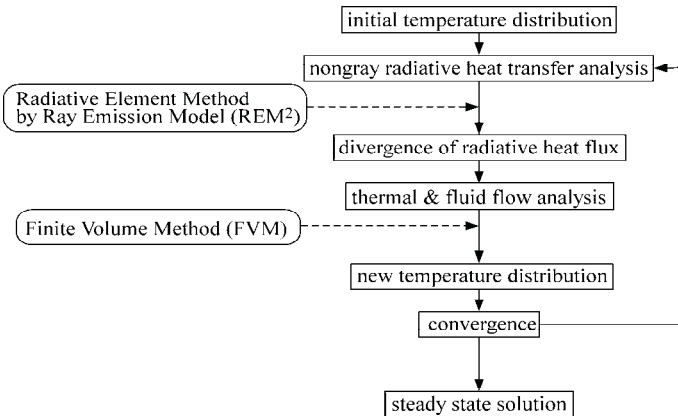 initial temperature distribution
nongray radiative heat transfer analysis
Radiative Element Method
by Ray Emission Model (REM²)
divergence of radiative heat flux
thermal & fluid flow analysis
Finite Volume Method (FVM)
new temperature distribution
convergence
steady state solution